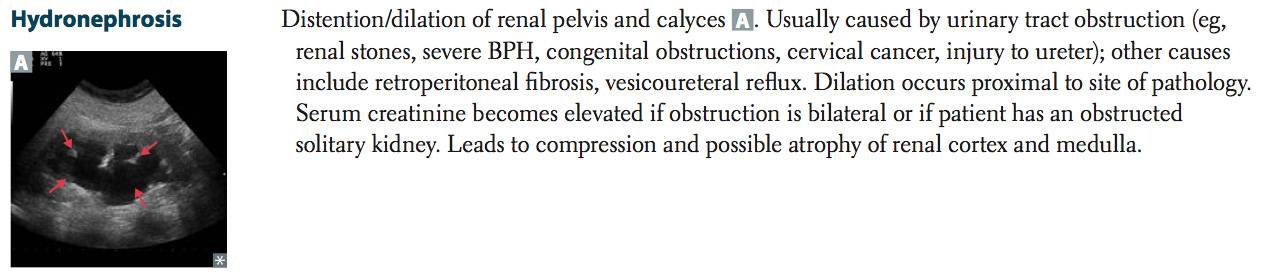 Hydronephrosis
Distention/dilation of renal pelvis and calyces A. Usually caused by urinary tract obstruction (eg,
renal stones, severe BPH, congenital obstructions, cervical cancer, injury to ureter); other causes
include retroperitoneal fibrosis, vesicoureteral reflux. Dilation occurs proximal to site of pathology.
Serum creatinine becomes elevated if obstruction is bilateral or if patient has an obstructed
solitary kidney. Leads to compression and possible atrophy of renal cortex and medulla.
A